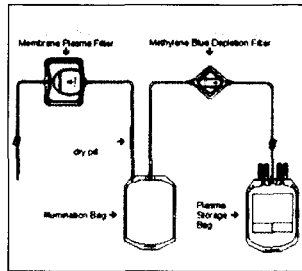 Membrane Plasma Filter
Methylene Blue Depletion Filter
dry pill
Illumination Bag
Plasma
Storage
Bag